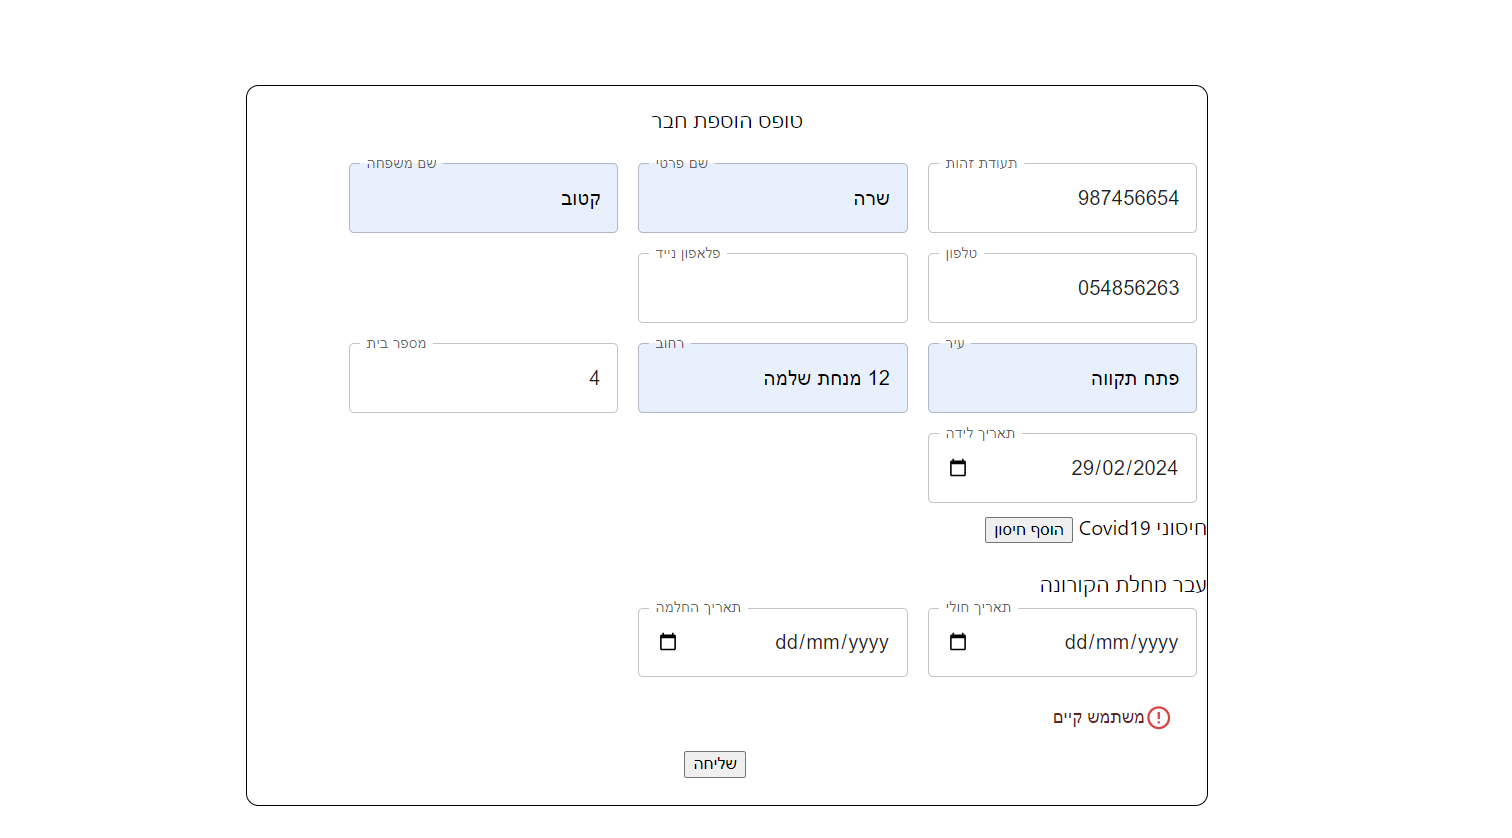 טופס הוספת חבר
תעודת זהות שם פרטי שם משפחה
987456654 שרה קטוב
טלפון פלאפון נייד
054856263
עיר רחוב מספר בית
פתח תקווה 12 מנחת שלמה 4
תאריך לידה
29/02/2024
חיסוני Covid19 הוסף חיסון
עבר מחלת הקורונה
תאריך חולי תאריך החלמה
dd/mm/yyyy dd/mm/yyyy
משתמש קיים
שליחה